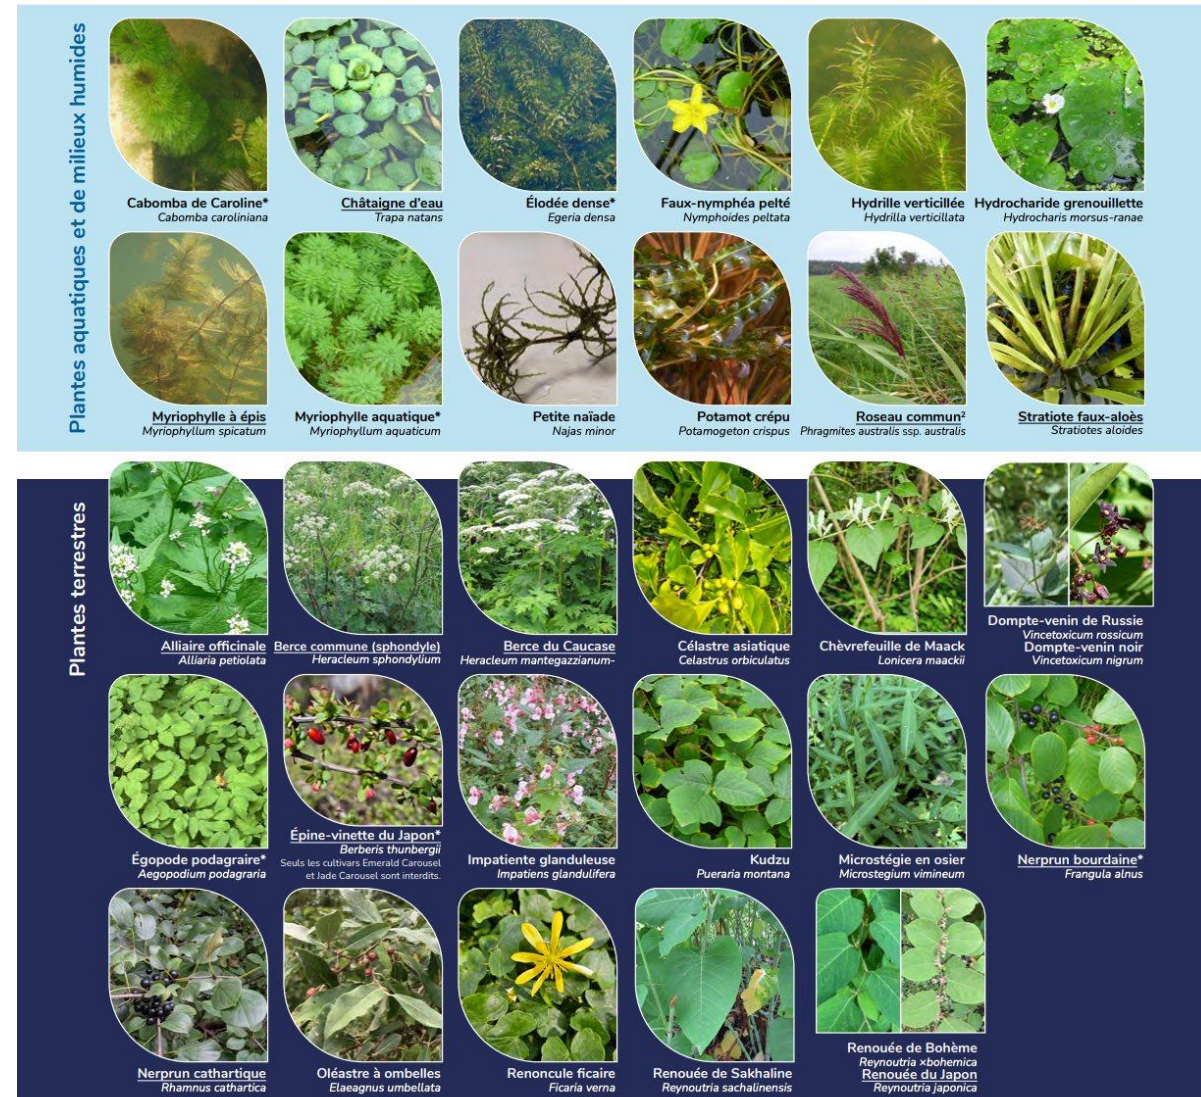 Plantes aquatiques et de milieux humides
Cabomba de Caroline*
Cabomba caroliniana
Châtaigne d'eau
Trapa natans
Élodée dense*
Egeria densa
Faux-nymphéa pelté
Nymphoides peltata
Hydrille verticillée
Hydrilla verticillata
Hydrocharide grenouillette
Hydrocharis morsus-ranae
Myriophylle à épis
Myriophyllum spicatum
Myriophylle aquatique*
Myriophyllum aquaticum
Petite naïade
Najas minor
Potamot crépu
Potamogeton crispus
Roseau commun²
Phragmites australis ssp. australis
Stratiote faux-aloès
Stratiotes aloides
Plantes terrestres
Alliaire officinale
Alliaria petiolata
Berce commune (sphondyle)
Heracleum sphondylium
Berce du Caucase
Heracleum mantegazzianum-
Célastre asiatique
Celastrus orbiculatus
Chèvrefeuille de Maack
Lonicera maackii
Dompte-venin de Russie
Vincetoxicum rossicum
Dompte-venin noir
Vincetoxicum nigrum
Égopode podagraire*
Aegopodium podagraria
Épine-vinette du Japon*
Berberis thunbergii
Seuls les cultivars Emerald Carousel
et Jade Carousel sont interdits.
Impatiente glanduleuse
Impatiens glandulifera
Kudzu
Pueraria montana
Microstégie en osier
Microstegium vimineum
Nerprun bourdaine*
Frangula alnus
Nerprun cathartique
Rhamnus cathartica
Oléastre à ombelles
Elaeagnus umbellata
Renoncule ficaire
Ficaria verna
Renouée de Sakhaline
Reynoutria sachalinensis
Renouée de Bohème
Reynoutria ×bohemica
Renouée du Japon
Reynoutria japonica